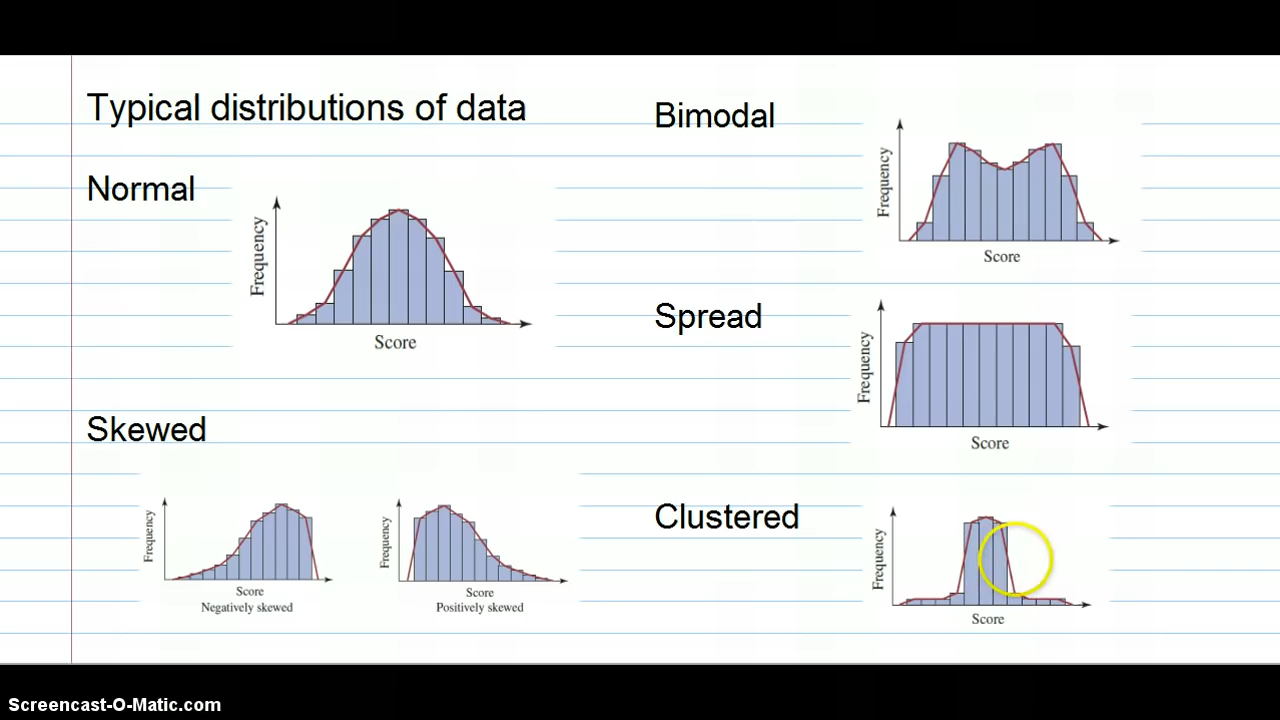 Typical distributions of data
Normal
Frequency
Score
Skewed
Frequency
Score
Negatively skewed
Frequency
Score
Positively skewed
Bimodal
Frequency
Score
Spread
Frequency
Score
Clustered
Frequency
Score
Screencast-O-Matic.com